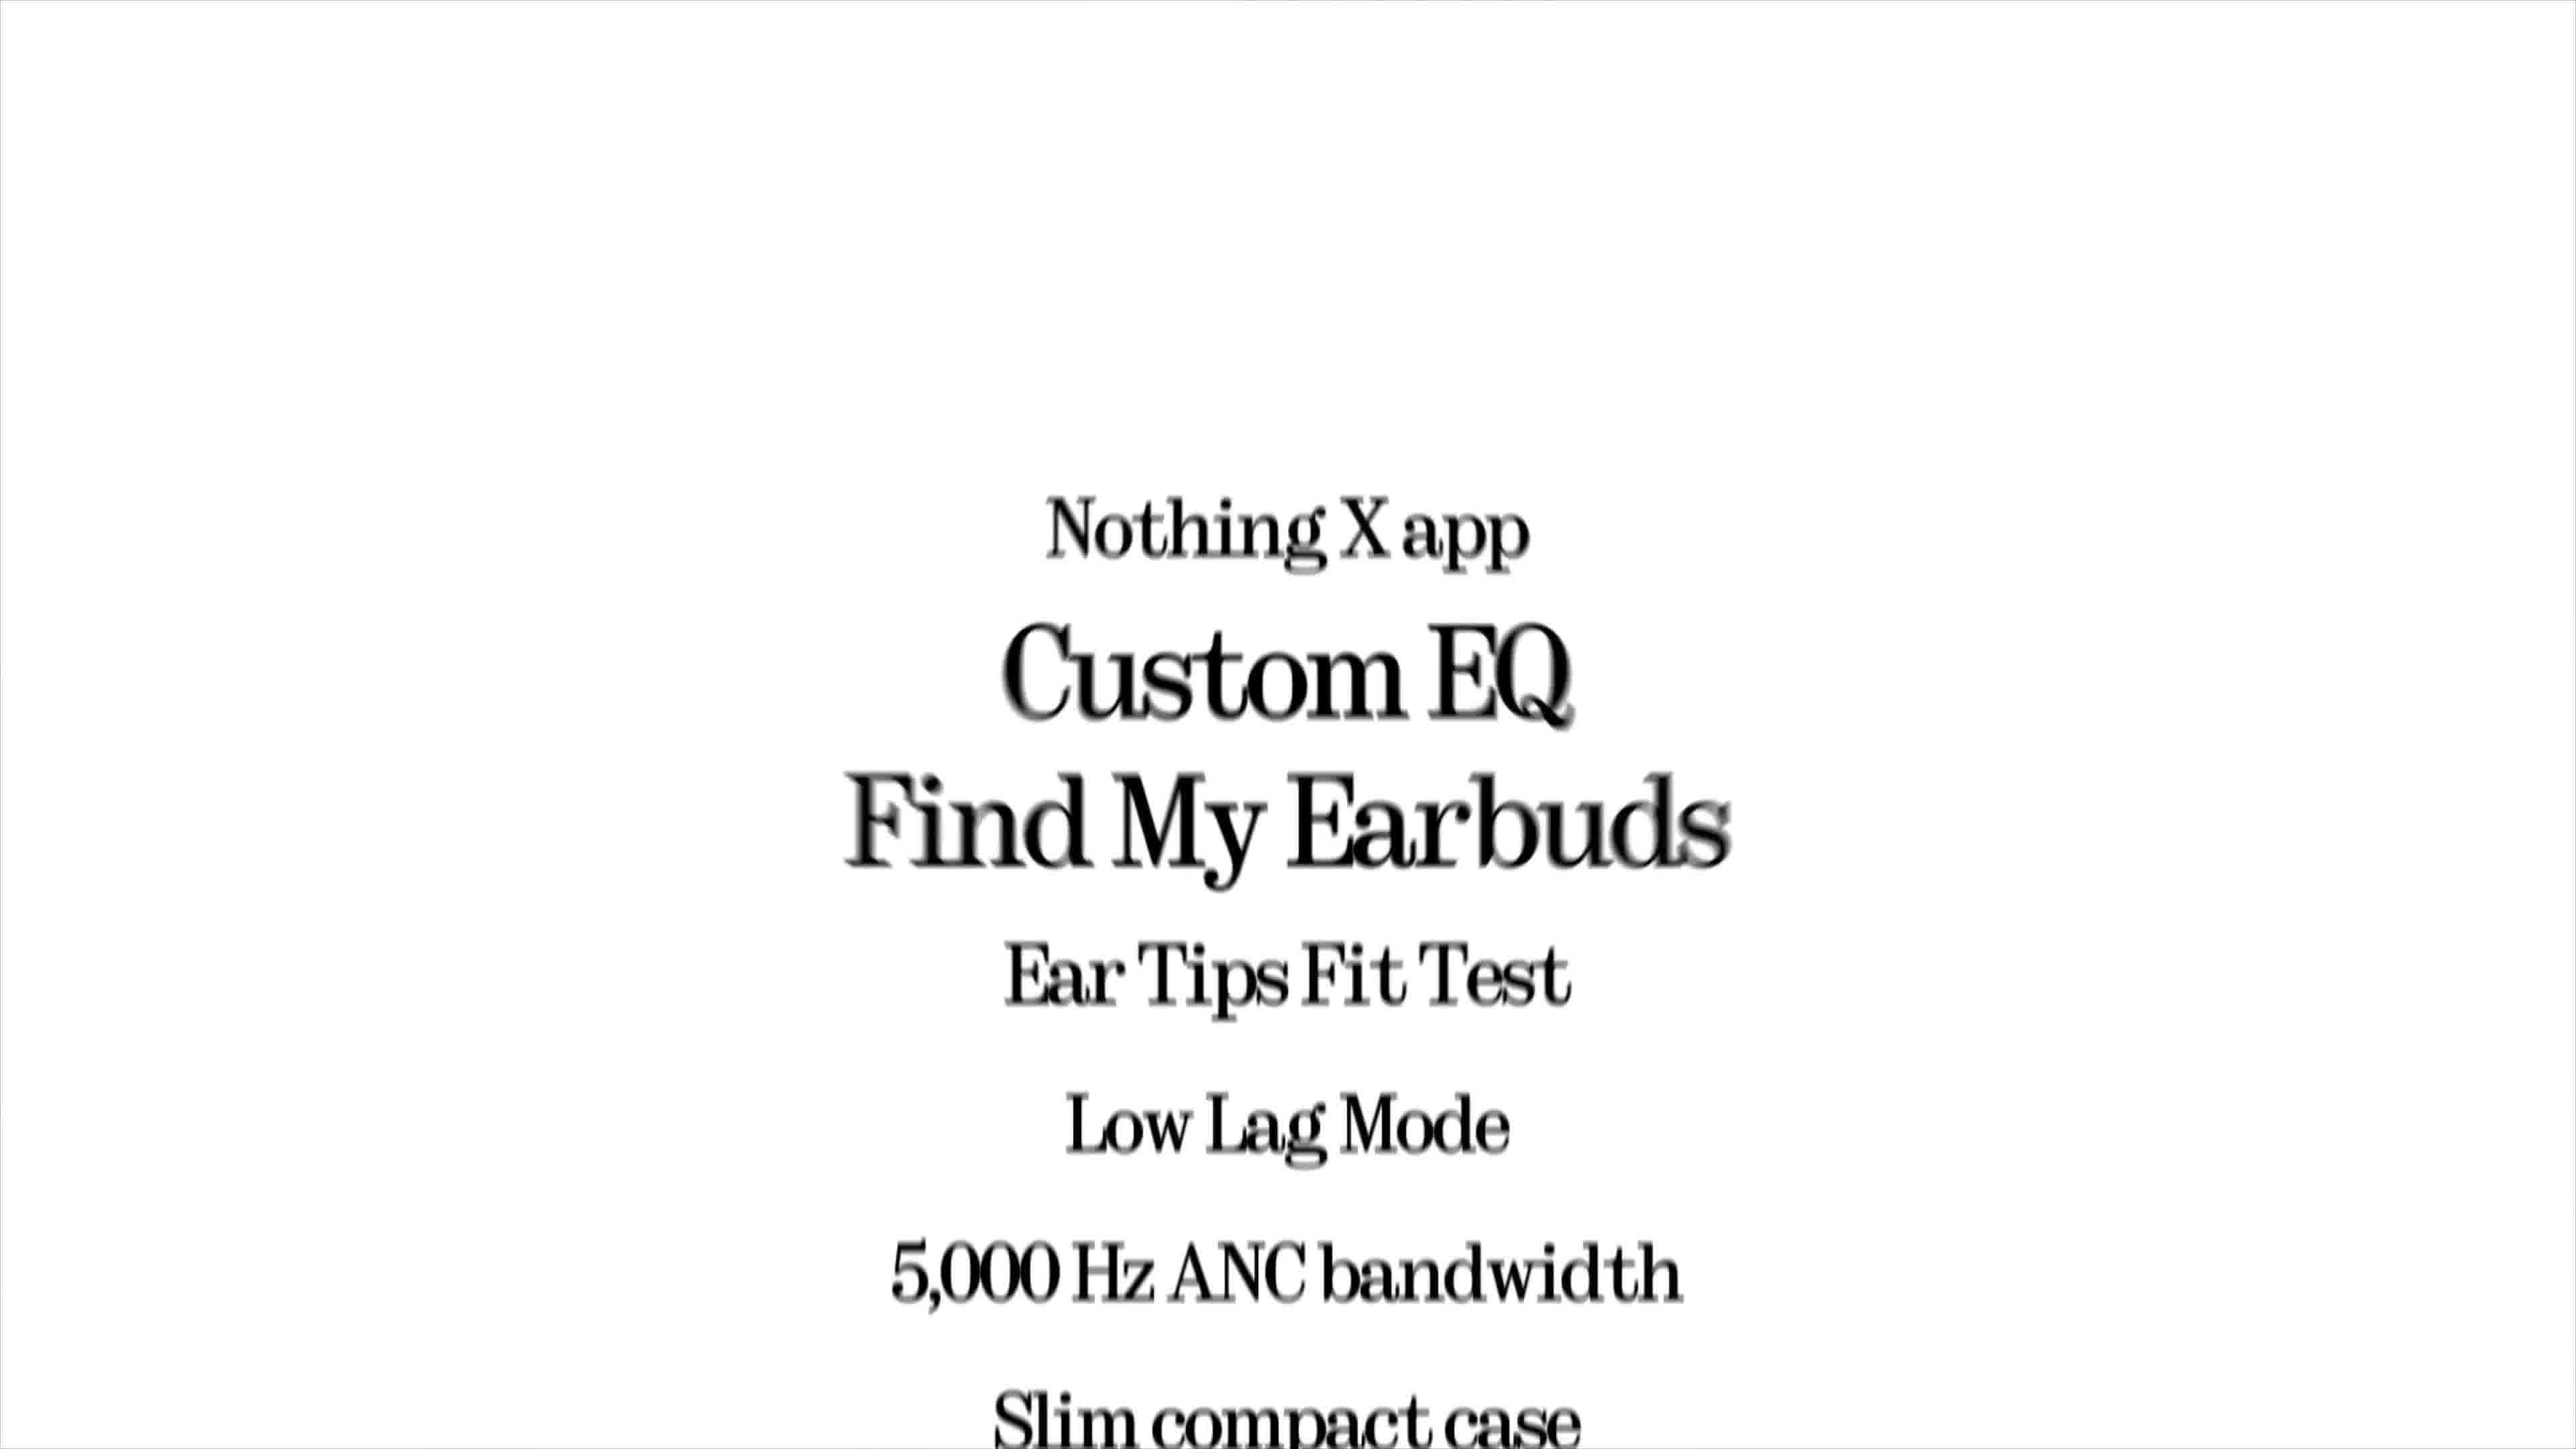 Nothing X app
Custom EQ
Find My Earbuds
Ear Tips Fit Test
Low Lag Mode
5,000 Hz ANC bandwidth
Slim compact case